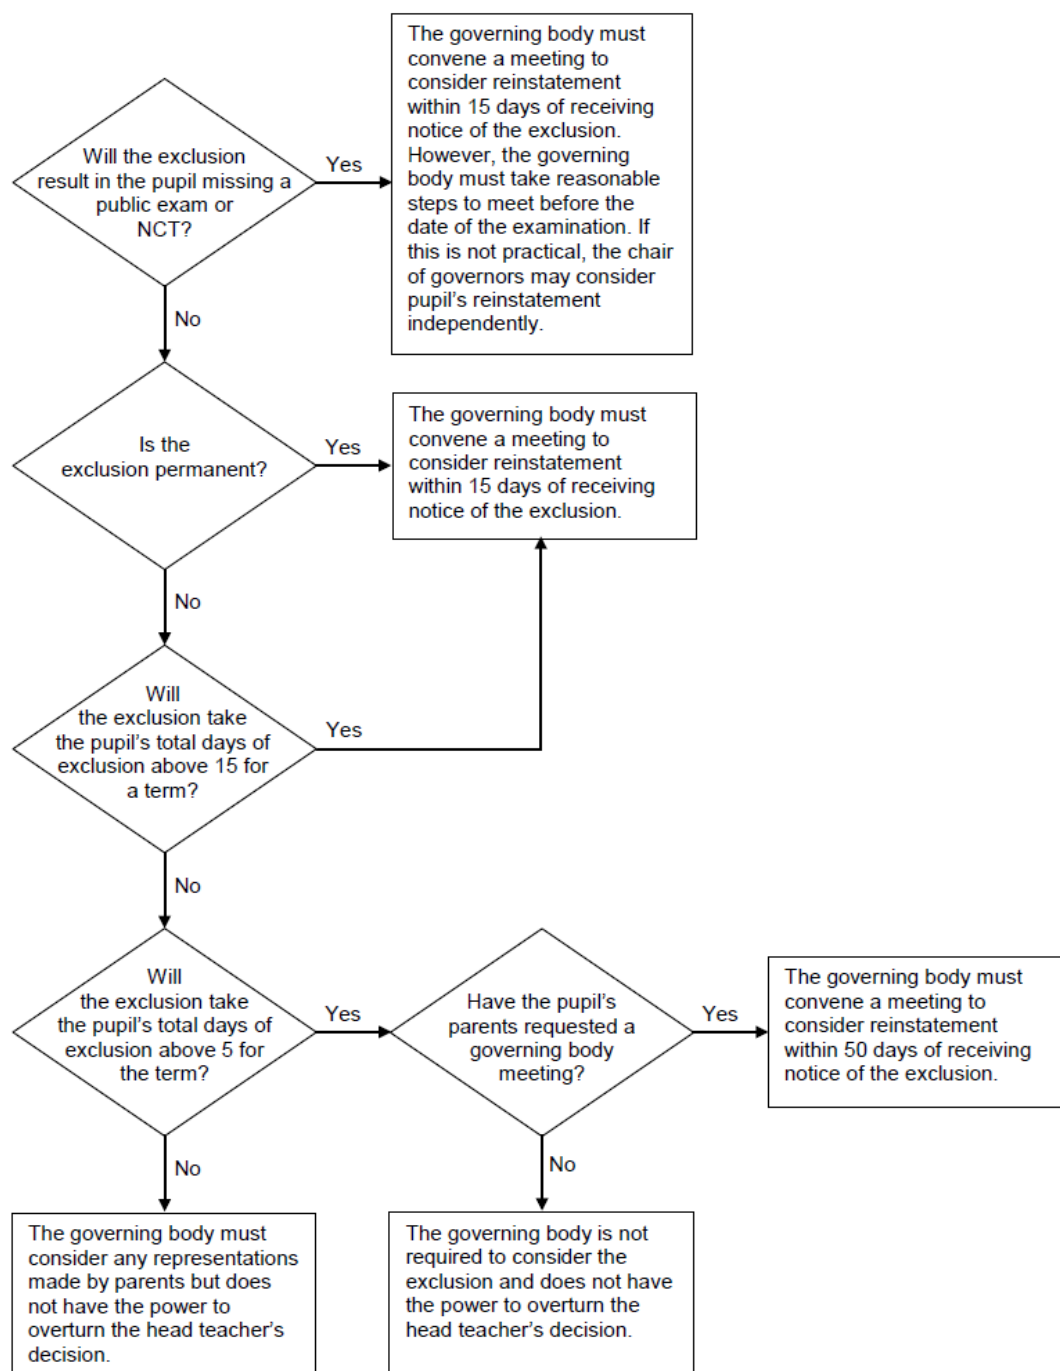 The governing body must
convene a meeting to
consider reinstatement
within 15 days of receiving
notice of the exclusion.
However, the governing
body must take reasonable
steps to meet before the
date of the examination. If
this is not practical, the chair
of governors may consider
pupil's reinstatement
independently.
Will the exclusion
result in the pupil missing a
public exam or
NCT?
Yes
No
Is the
exclusion permanent?
Yes
The governing body must
convene a meeting to
consider reinstatement
within 15 days of receiving
notice of the exclusion.
No
Will
the exclusion take
the pupil's total days of
exclusion above 15 for
a term?
Yes
No
Will
the exclusion take
the pupil's total days of
exclusion above 5 for
the term?
Yes
Have the pupil's
parents requested a
governing body
meeting?
Yes
The governing body must
convene a meeting to
consider reinstatement
within 50 days of receiving
notice of the exclusion.
No
No
The governing body must
consider any representations
made by parents but does
not have the power to
overturn the head teacher's
decision.
The governing body is not
required to consider the
exclusion and does not have
the power to overturn the
head teacher's decision.